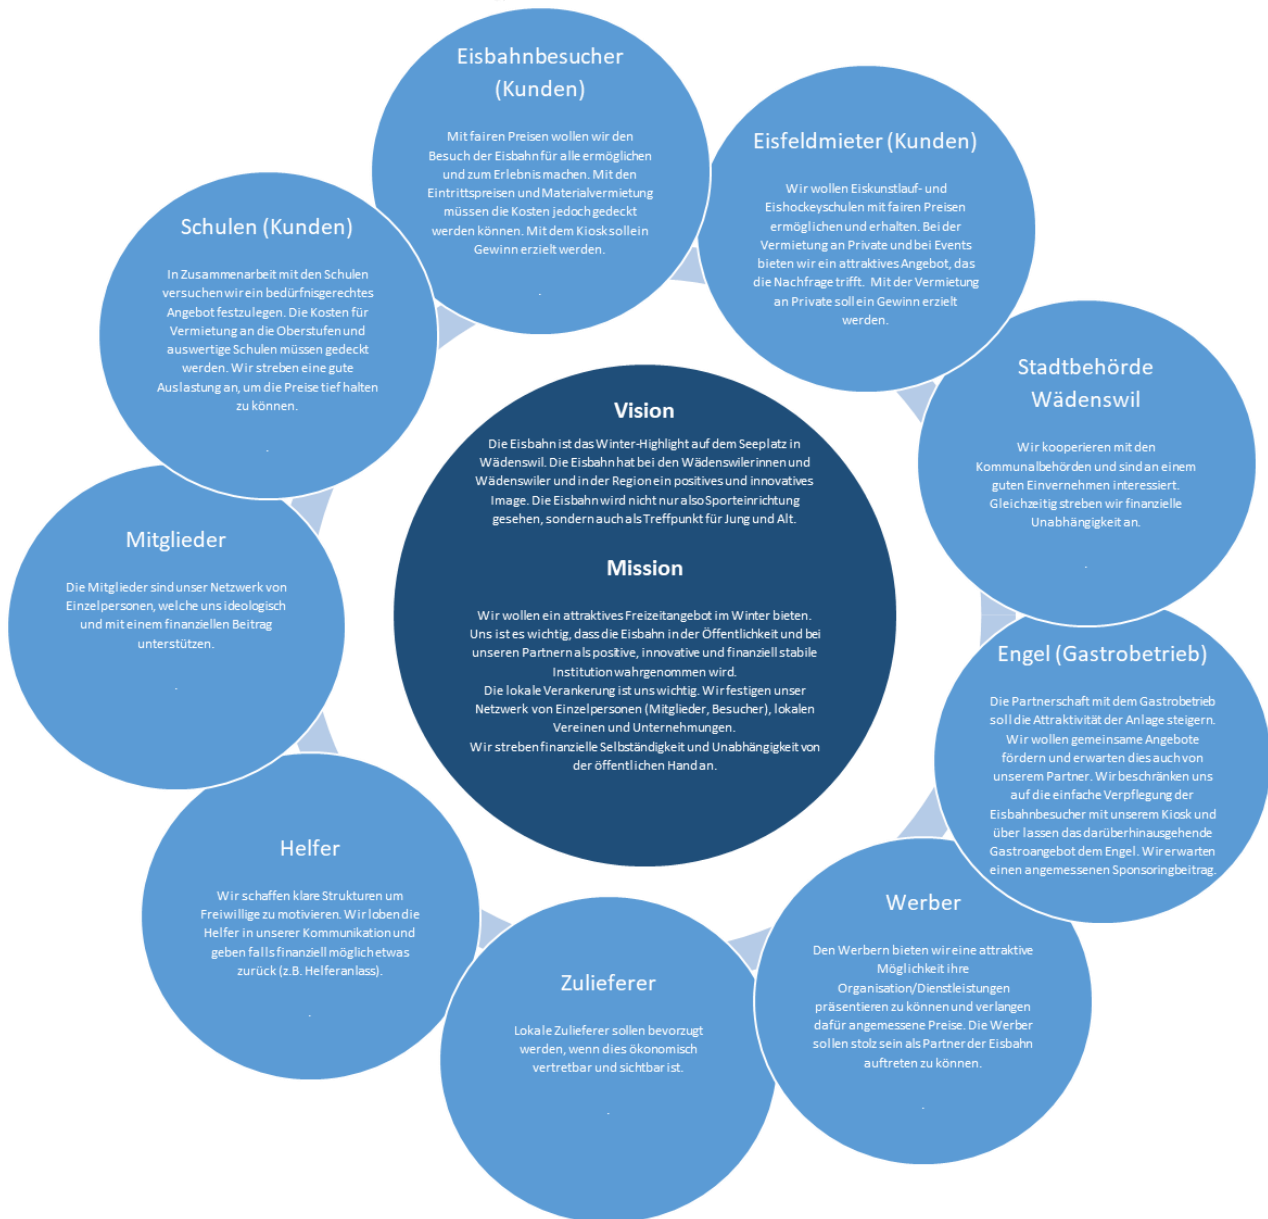 Eisbahnbesucher
(Kunden)
Mit fairen Preisen wollen wir den
Besuch der Eisbahn für alle ermöglichen
und zum Erlebnis machen. Mit den
Eintrittspreisen und Materialvermietung
müssen die Kosten jedoch gedeckt
werden können. Mit dem Kiosk soll ein
Gewinn erzielt werden.
.
Eisfeldmieter (Kunden)
Wir wollen Eiskunstlauf- und
Eishockeyschulen mit fairen Preisen
ermöglichen und erhalten. Bei der
Vermietung an Private und bei Events
bieten wir ein attraktives Angebot, das
die Nachfrage trifft. Mit der Vermietung
an Private soll ein Gewinn erzielt
werden.
Stadtbehörde
Wädenswil
Wir kooperieren mit den
Kommunalbehörden und sind an einem
guten Einvernehmen interessiert.
Gleichzeitig streben wir finanzielle
Unabhängigkeit an.
.
Engel (Gastrobetrieb)
Die Partnerschaft mit dem Gastrobetrieb
soll die Attraktivität der Anlage steigern.
Wir wollen gemeinsame Angebote
fördern und erwarten dies auch von
unserem Partner. Wir beschränken uns
auf die einfache Verpflegung der
Eisbahnbesucher mit unserem Kiosk und
über lassen das darüberhinausgehende
Gastroangebot dem Engel. Wir erwarten
einen angemessenen Sponsoringbeitrag.
Werber
Den Werbern bieten wir eine attraktive
Möglichkeit ihre
Organisation/Dienstleistungen
präsentieren zu können und verlangen
dafür angemessene Preise. Die Werber
sollen stolz sein als Partner der Eisbahn
auftreten zu können.
.
Zulieferer
Lokale Zulieferer sollen bevorzugt
werden, wenn dies ökonomisch
vertretbar und sichtbar ist.
.
Helfer
Wir schaffen klare Strukturen um
Freiwillige zu motivieren. Wir loben die
Helfer in unserer Kommunikation und
geben falls finanziell möglich etwas
zurück (z.B. Helferanlass).
.
Mitglieder
Die Mitglieder sind unser Netzwerk von
Einzelpersonen, welche uns ideologisch
und mit einem finanziellen Beitrag
unterstützen.
.
Schulen (Kunden)
In Zusammenarbeit mit den Schulen
versuchen wir ein bedürfnisgerechtes
Angebot festzulegen. Die Kosten für
Vermietung an die Oberstufen und
auswertige Schulen müssen gedeckt
werden. Wir streben eine gute
Auslastung an, um die Preise tief halten
zu können.
.
Vision
Die Eisbahn ist das Winter-Highlight auf dem Seeplatz in
Wädenswil. Die Eisbahn hat bei den Wädenswilerinnen und
Wädenswiler und in der Region ein positives und innovatives
Image. Die Eisbahn wird nicht nur also Sporteinrichtung
gesehen, sondern auch als Treffpunkt für Jung und Alt.
Mission
Wir wollen ein attraktives Freizeitangebot im Winter bieten.
Uns ist es wichtig, dass die Eisbahn in der Öffentlichkeit und bei
unseren Partnern als positive, innovative und finanziell stabile
Institution wahrgenommen wird.
Die lokale Verankerung ist uns wichtig. Wir festigen unser
Netzwerk von Einzelpersonen (Mitglieder, Besucher), lokalen
Vereinen und Unternehmungen.
Wir streben finanzielle Selbständigkeit und Unabhängigkeit von
der öffentlichen Hand an.